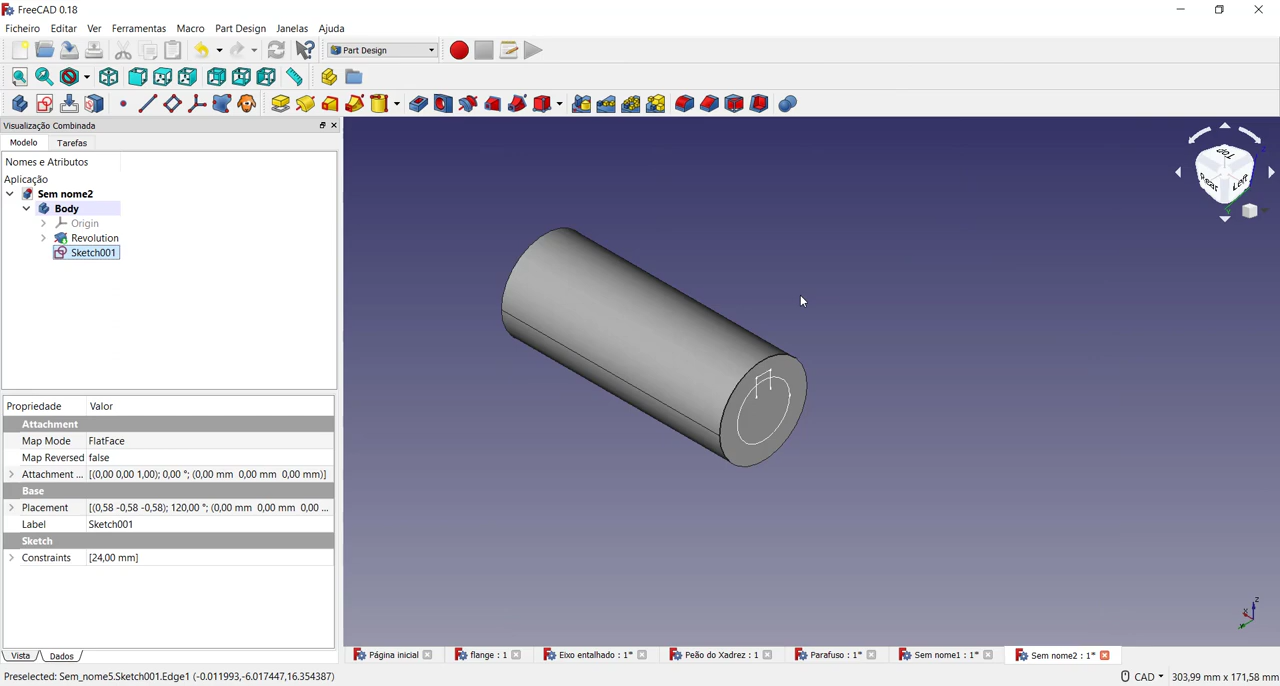 FreeCAD 0.18
Ficheiro Editar Ver Ferramentas Macro Part Design Janelas Ajuda
Part Design
Visualização Combinada
Modelo Tarefas
Nomes e Atributos
Aplicação
Sem nome2
Body
Origin
Revolution
Sketch001
Propriedade Valor
Attachment
Map Mode FlatFace
Map Reversed false
Attachment ... [(0,00 0,00 1,00); 0,00 °; (0,00 mm 0,00 mm 0,00 mm)]
Base
Placement [(0,58 -0,58 -0,58); 120,00 °; (0,00 mm 0,00 mm 0,00 ...
Label Sketch001
Sketch
Constraints [24,00 mm]
Vista Dados
Top
Rear Left
Z
X
Y
Página inicial flange : 1 Eixo entalhado : 1* Peão do Xadrez : 1 Parafuso : 1* Sem nome1 : 1* Sem nome2 : 1*
Preselected: Sem_nome5.Sketch001.Edge1 (-0.011993,-6.017447,16.354387) CAD 303,99 mm x 171,58 mm